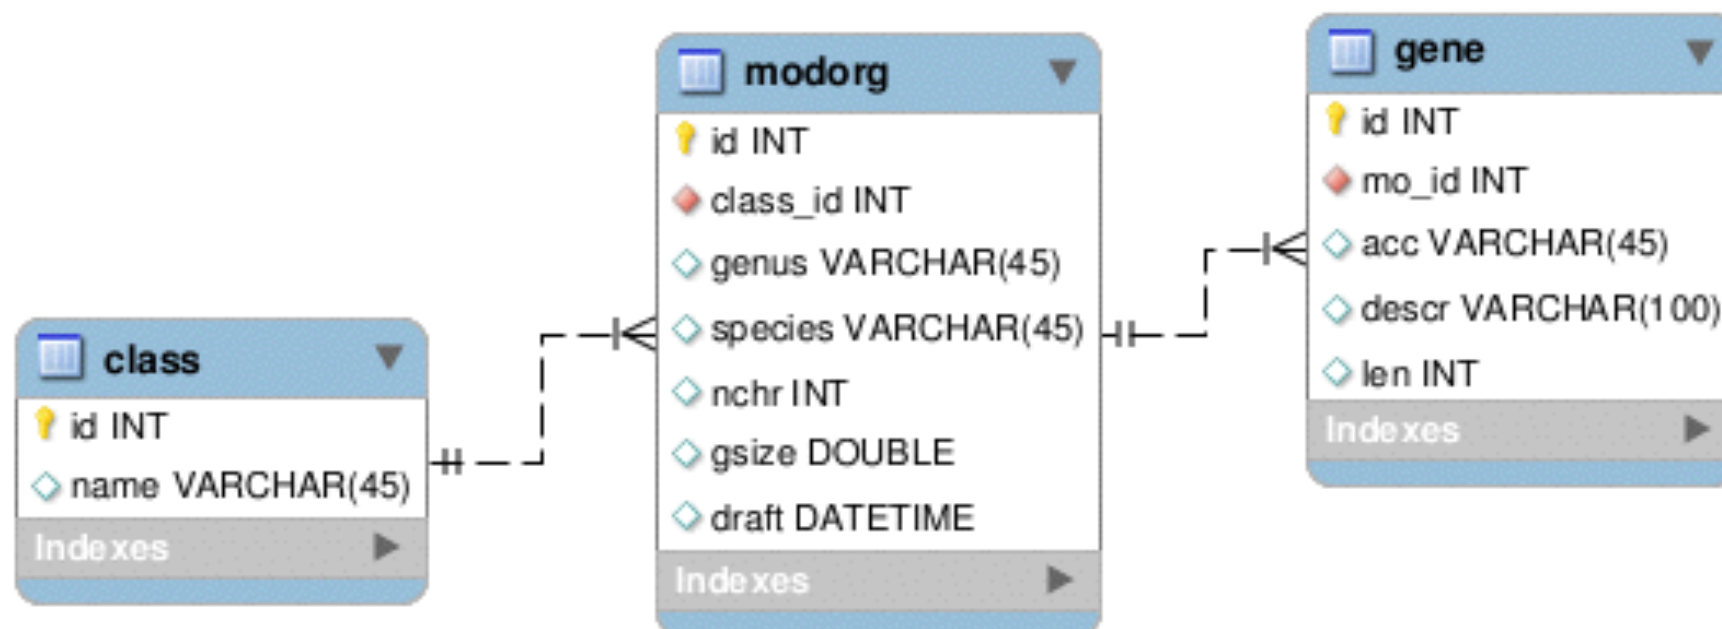 class
id INT
name VARCHAR(45)
Indexes
modorg
id INT
class_id INT
genus VARCHAR(45)
species VARCHAR(45)
nchr INT
gsize DOUBLE
draft DATETIME
Indexes
gene
id INT
mo_id INT
acc VARCHAR(45)
descr VARCHAR(100)
len INT
Indexes